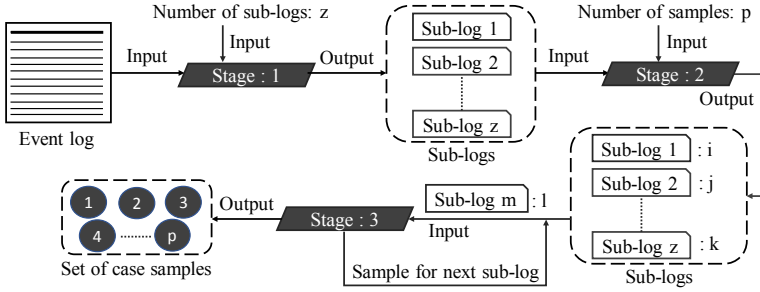 Number of sub-logs: z
Number of samples: p
Input
Input
Input
Stage : 1
Output
Sub-log 1
Sub-log 2
Sub-log z
Sub-logs
Input
Stage : 2
Output
Event log
Sub-log 1 : i
Sub-log 2 : j
Sub-log z : k
Sub-logs
Sub-log m : l
Input
Stage : 3
Output
Sample for next sub-log
1 2 3
4 ........ p
Set of case samples